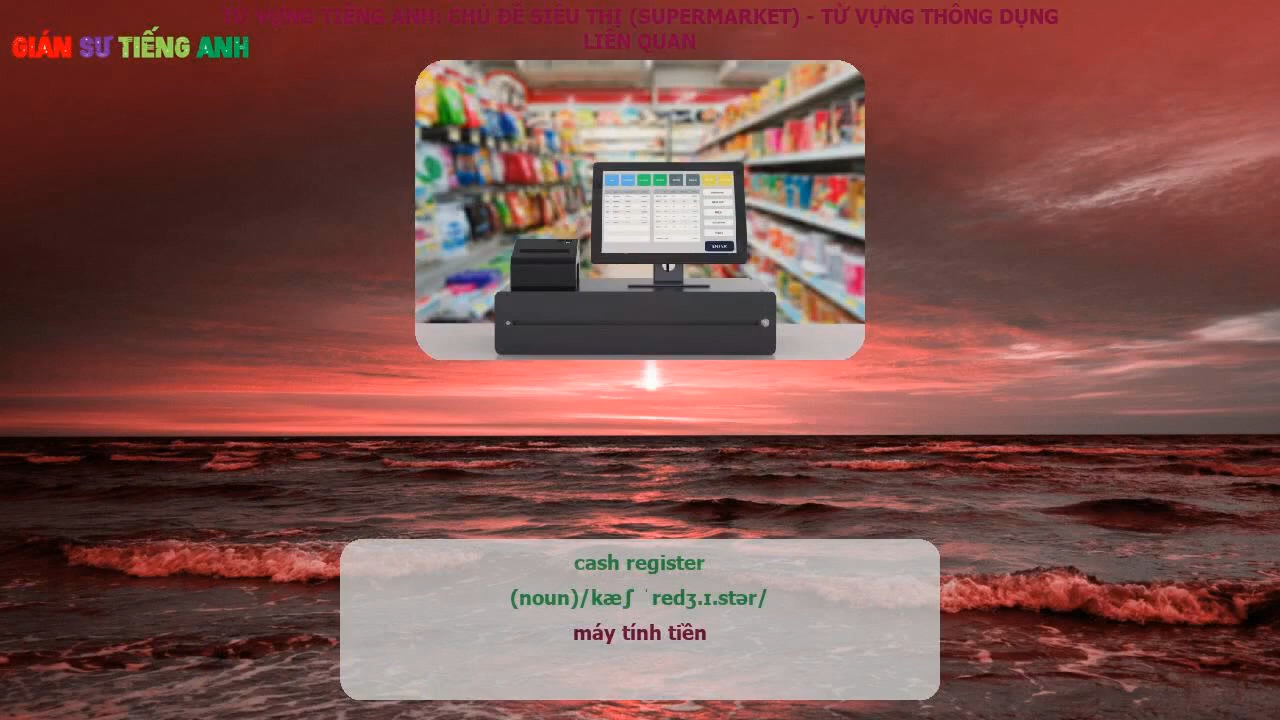 TỪ VỰNG TIẾNG ANH: CHỦ ĐỀ SIÊU THỊ (SUPERMARKET) - TỪ VỰNG THÔNG DỤNG
LIÊN QUAN
GIÁN SƯ TIẾNG ANH
cash register
(noun)/kæʃ ˈredʒ.ɪ.stər/
máy tính tiền